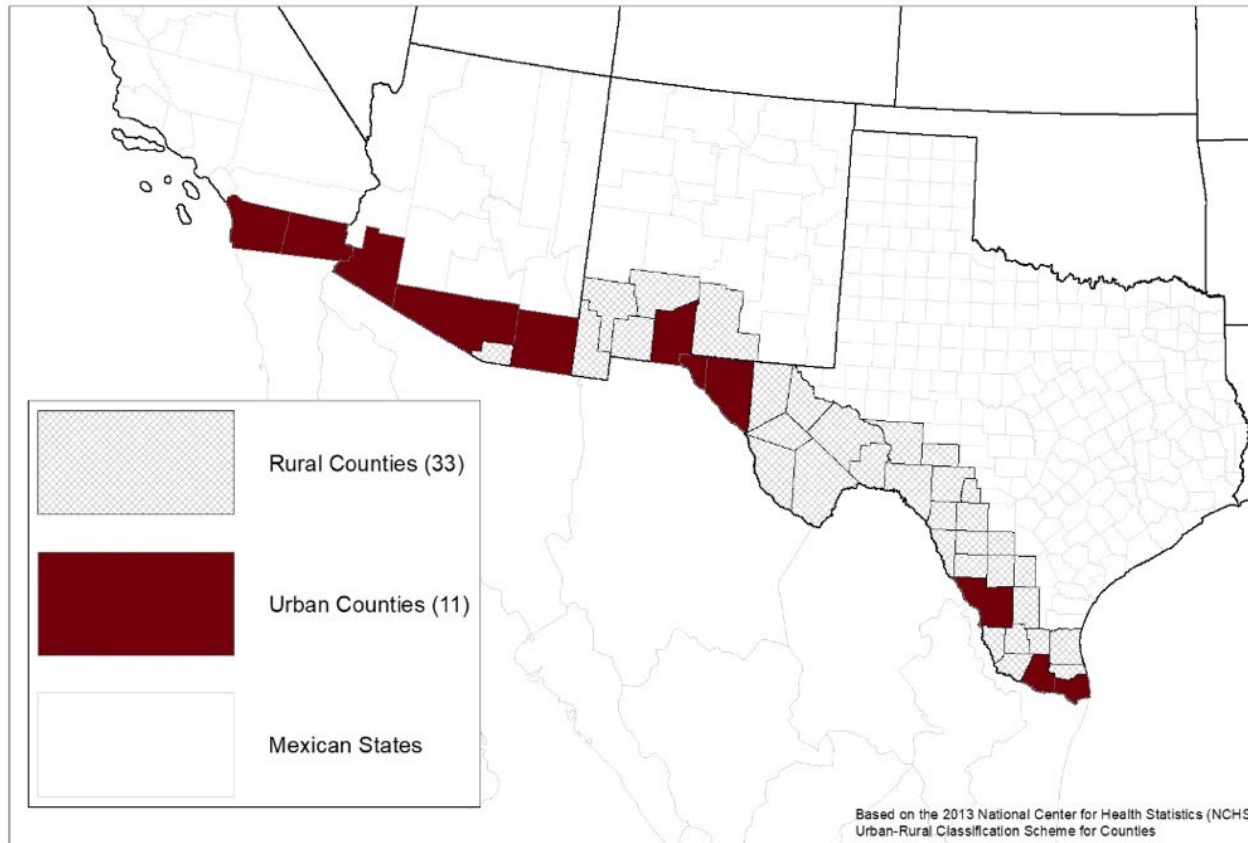 Rural Counties (33)
Urban Counties (11)
Mexican States
Based on the 2013 National Center for Health Statistics (NCHS
Urban-Rural Classification Scheme for Counties